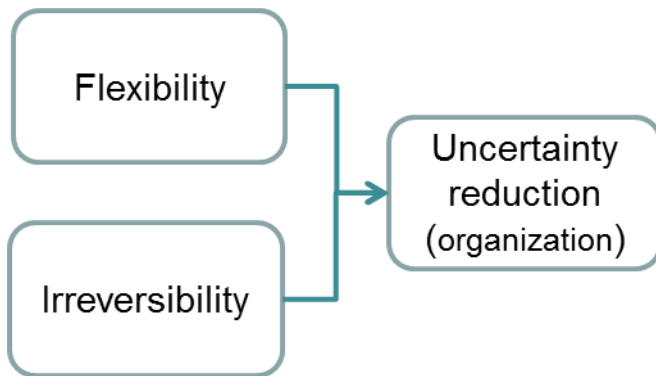 Flexibility
Irreversibility
Uncertainty
reduction
(organization)